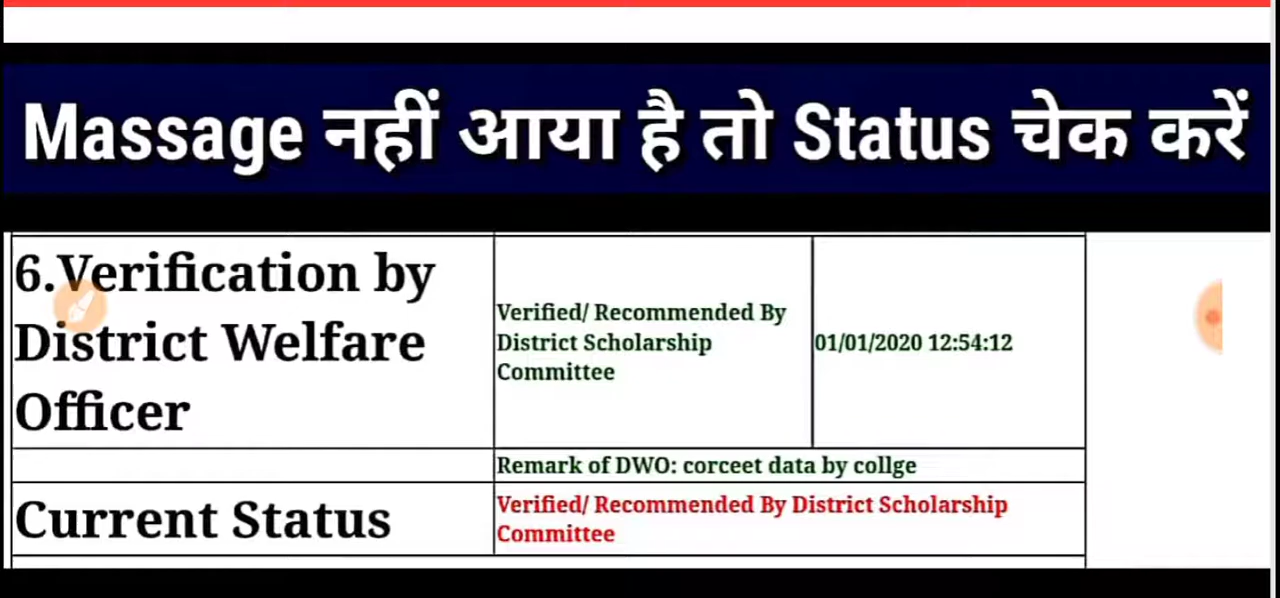 Massage नहीं आया है तो Status चेक करें
6.Verification by
District Welfare
Officer
Verified/ Recommended By
District Scholarship
Committee
01/01/2020 12:54:12
Remark of DWO: corceet data by collge
Current Status
Verified/ Recommended By District Scholarship
Committee